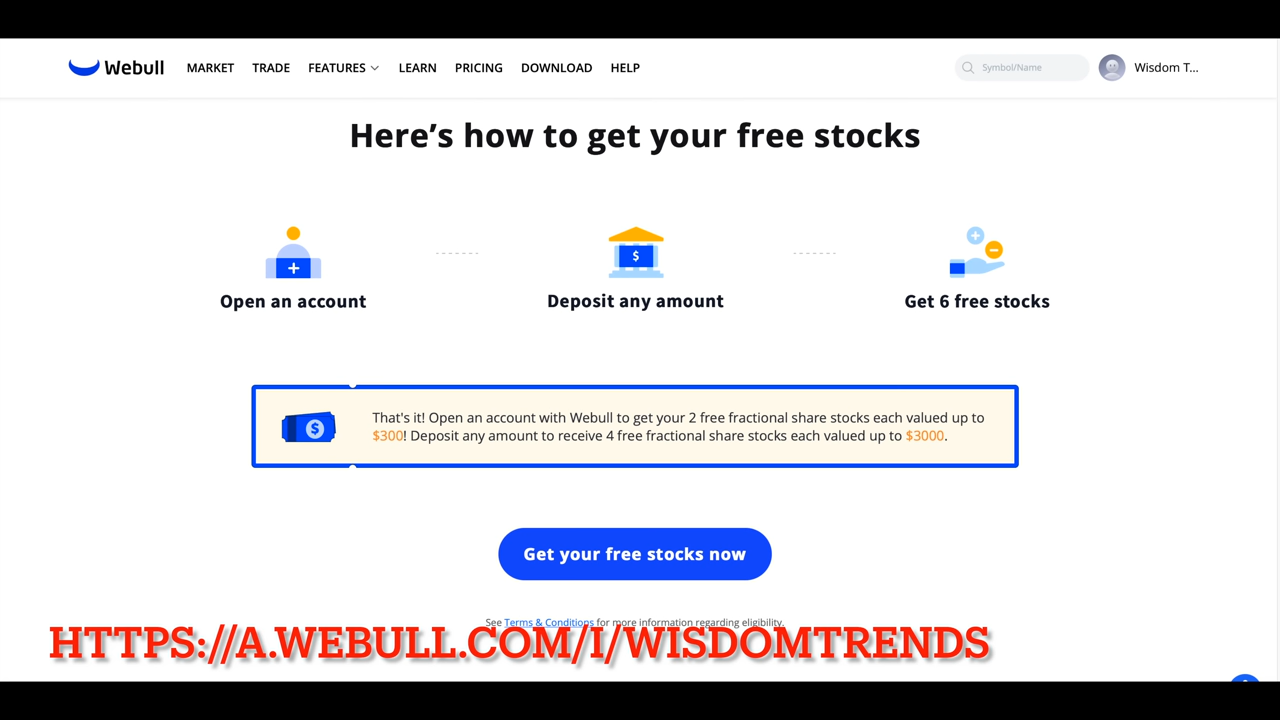 Webull MARKET TRADE FEATURES LEARN PRICING DOWNLOAD HELP Symbol/Name Wisdom T...
Here's how to get your free stocks
Open an account Deposit any amount Get 6 free stocks
That's it! Open an account with Webull to get your 2 free fractional share stocks each valued up to
$300! Deposit any amount to receive 4 free fractional share stocks each valued up to $3000.
Get your free stocks now
See Terms & Conditions for more information regarding eligibility.
HTTPS://A.WEBULL.COM/I/WISDOMTRENDS